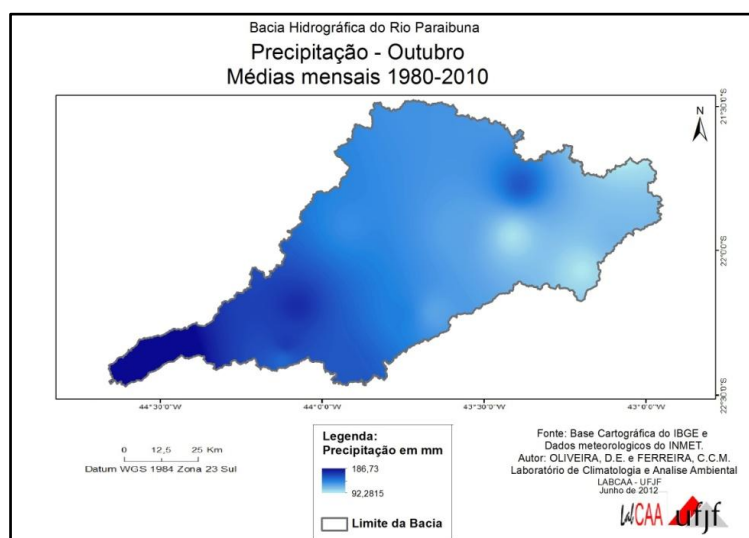 Bacia Hidrográfica do Rio Paraibuna
Precipitação - Outubro
Médias mensais 1980-2010
N
21°30'0"S
22°0'0"S
22°30'0"S
44°30'0"W
44°0'0"W
43°30'0"W
43°0'0"W
0 12,5 25 Km
Datum WGS 1984 Zona 23 Sul
Legenda:
Precipitação em mm
186,73
92,2815
Limite da Bacia
Fonte: Base Cartográfica do IBGE e
Dados meteorologicos do INMET.
Autor: OLIVEIRA, D.E. e FERREIRA, C.C.M.
Laboratório de Climatologia e Analise Ambiental
LABCAA - UFJF
Junho de 2012
LabCAA ufjf